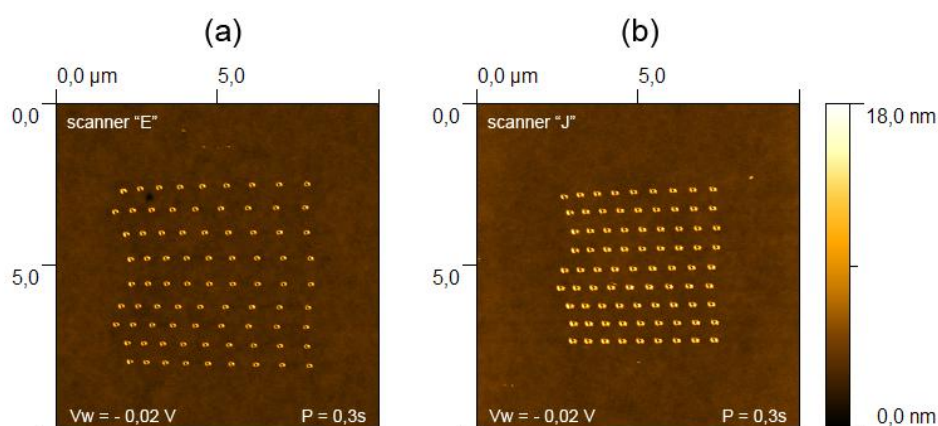 (a)
(b)
0,0 µm 5,0
0,0 µm 5,0
0,0
scanner “E”
0,0
scanner “J”
18,0 nm
5,0
5,0
Vw = - 0,02 V P = 0,3s
Vw = - 0,02 V P = 0,3s
0,0 nm